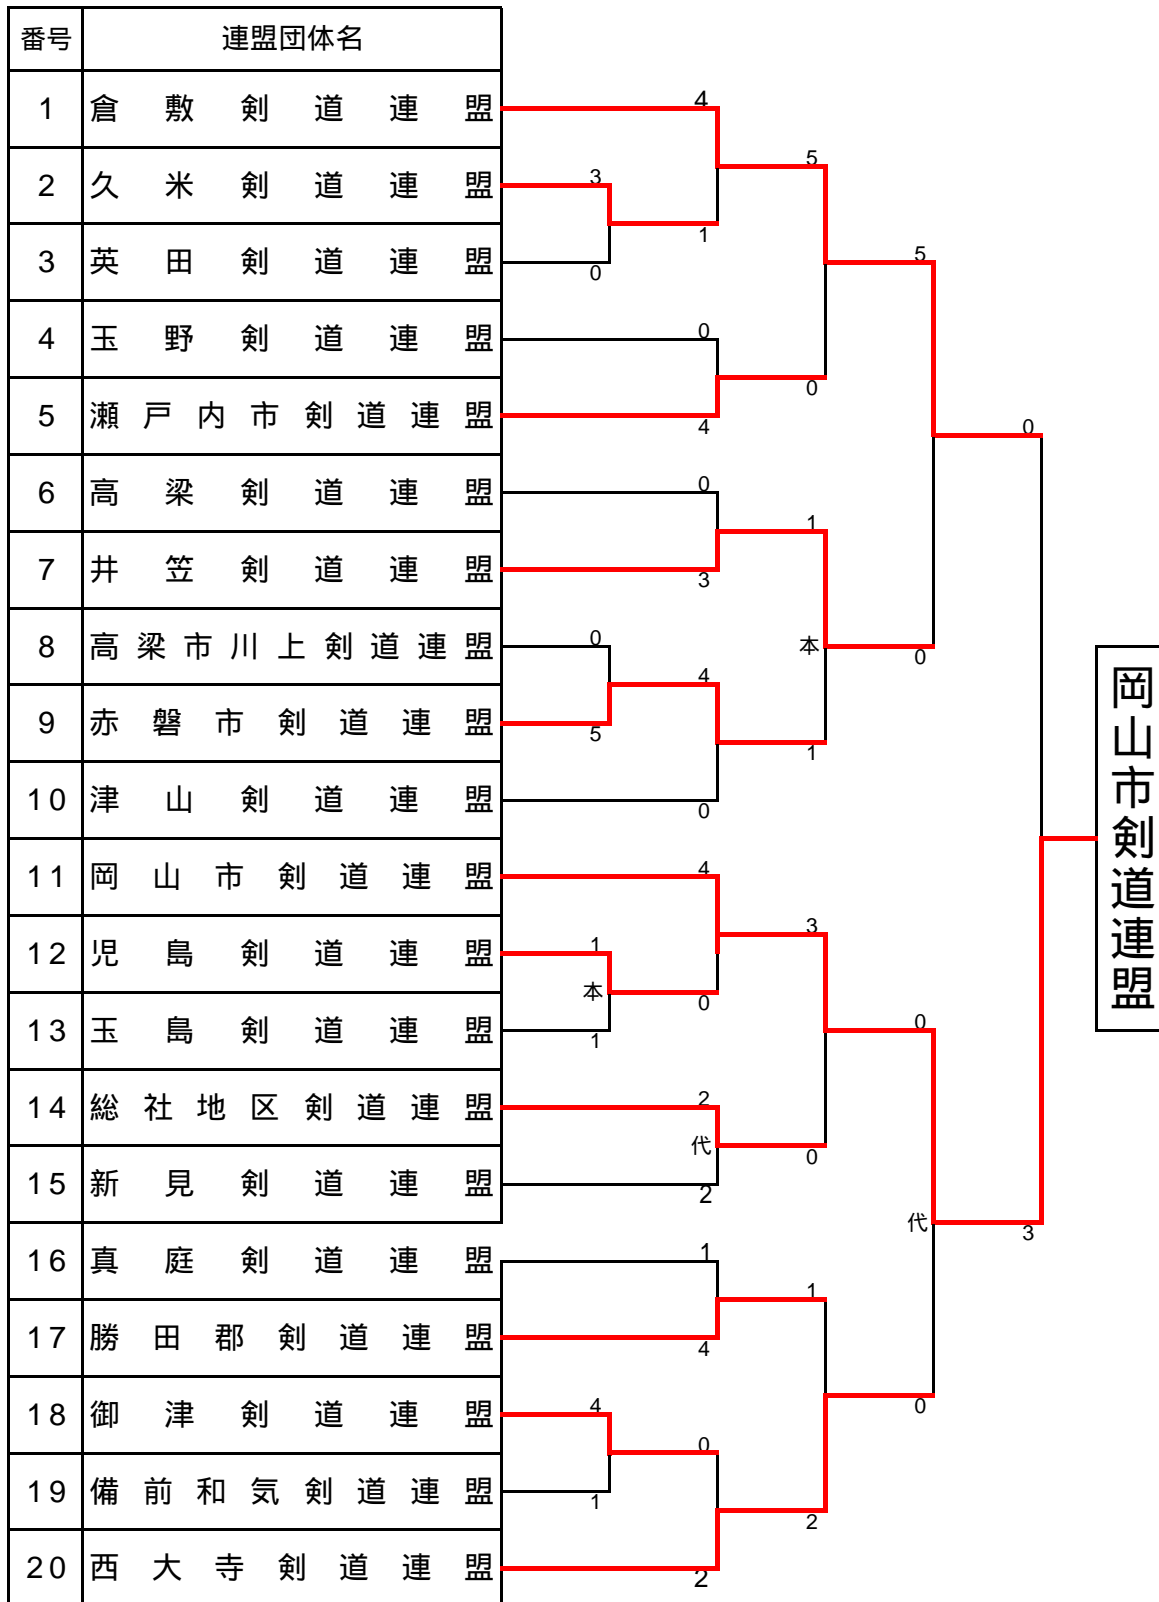 番号 連盟団体名
1 倉敷剣道連盟
2 久米剣道連盟
3 英田剣道連盟
4 玉野剣道連盟
5 瀬戸内市剣道連盟
6 高梁剣道連盟
7 井笠剣道連盟
8 高梁市川上剣道連盟
9 赤磐市剣道連盟
10 津山剣道連盟
11 岡山市剣道連盟
12 児島剣道連盟
13 玉島剣道連盟
14 総社地区剣道連盟
15 新見剣道連盟
16 真庭剣道連盟
17 勝田郡剣道連盟
18 御津剣道連盟
19 備前和気剣道連盟
20 西大寺剣道連盟
3
0
0
5
1
本
1
4
1
4
1
0
4
0
3
4
0
4
0
2
代
2
1
4
0
2
5
0
1
本
1
3
0
1
2
5
0
0
代
0
0
3
岡山市剣道連盟